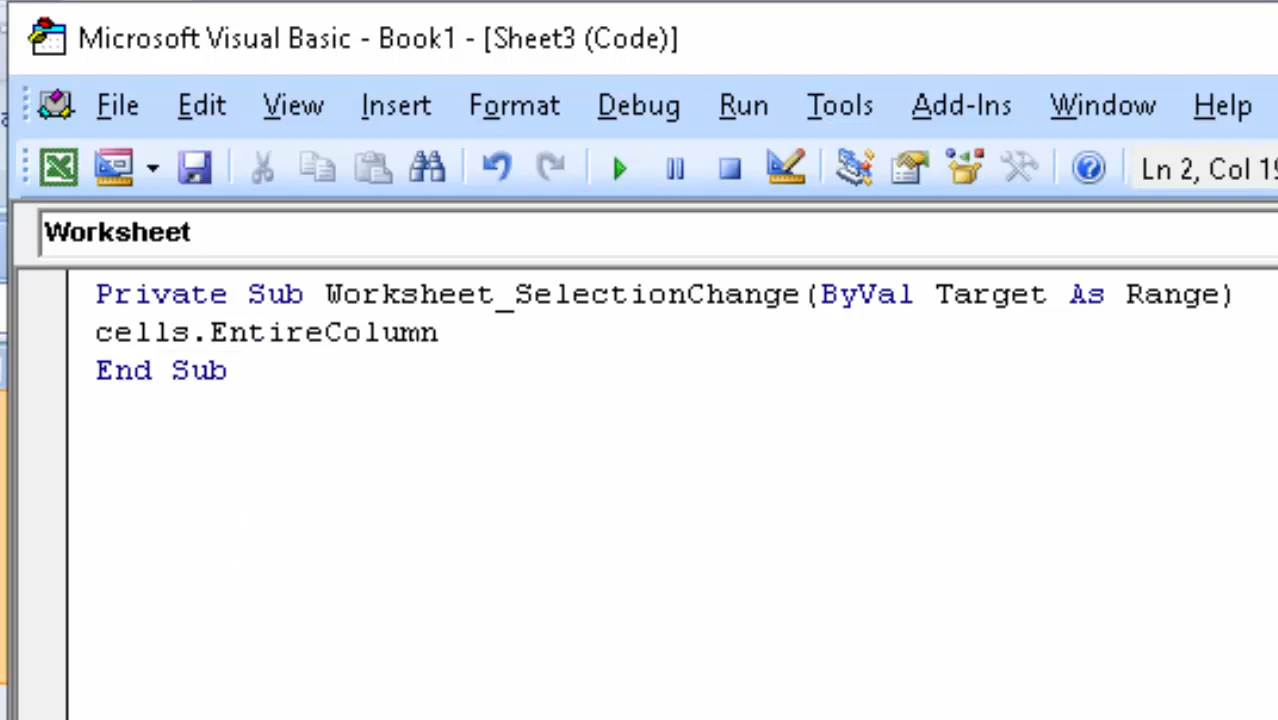 Microsoft Visual Basic - Book1 - [Sheet3 (Code)]
File Edit View Insert Format Debug Run Tools Add-Ins Window Help
Ln 2, Col 19
Worksheet
Private Sub Worksheet_SelectionChange(ByVal Target As Range)
cells.EntireColumn
End Sub